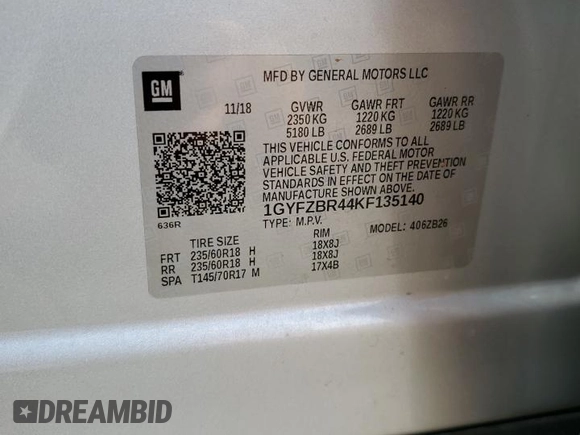 GM
MFD BY GENERAL MOTORS LLC
11/18 GVWR GAWR FRT GAWR RR
2350 KG 1220 KG 1220 KG
5180 LB 2689 LB 2689 LB
THIS VEHICLE CONFORMS TO ALL
APPLICABLE U.S. FEDERAL MOTOR
VEHICLE SAFETY AND THEFT PREVENTION
STANDARDS IN EFFECT ON THE DATE OF
MANUFACTURE SHOWN ABOVE.
1GYFZBR44KF135140
TYPE: M.P.V. MODEL: 406ZB26
636R
TIRE SIZE RIM
FRT 235/60R18 H 18X8J
RR 235/60R18 H 18X8J
SPA T145/70R17 M 17X4B
DREAMBID